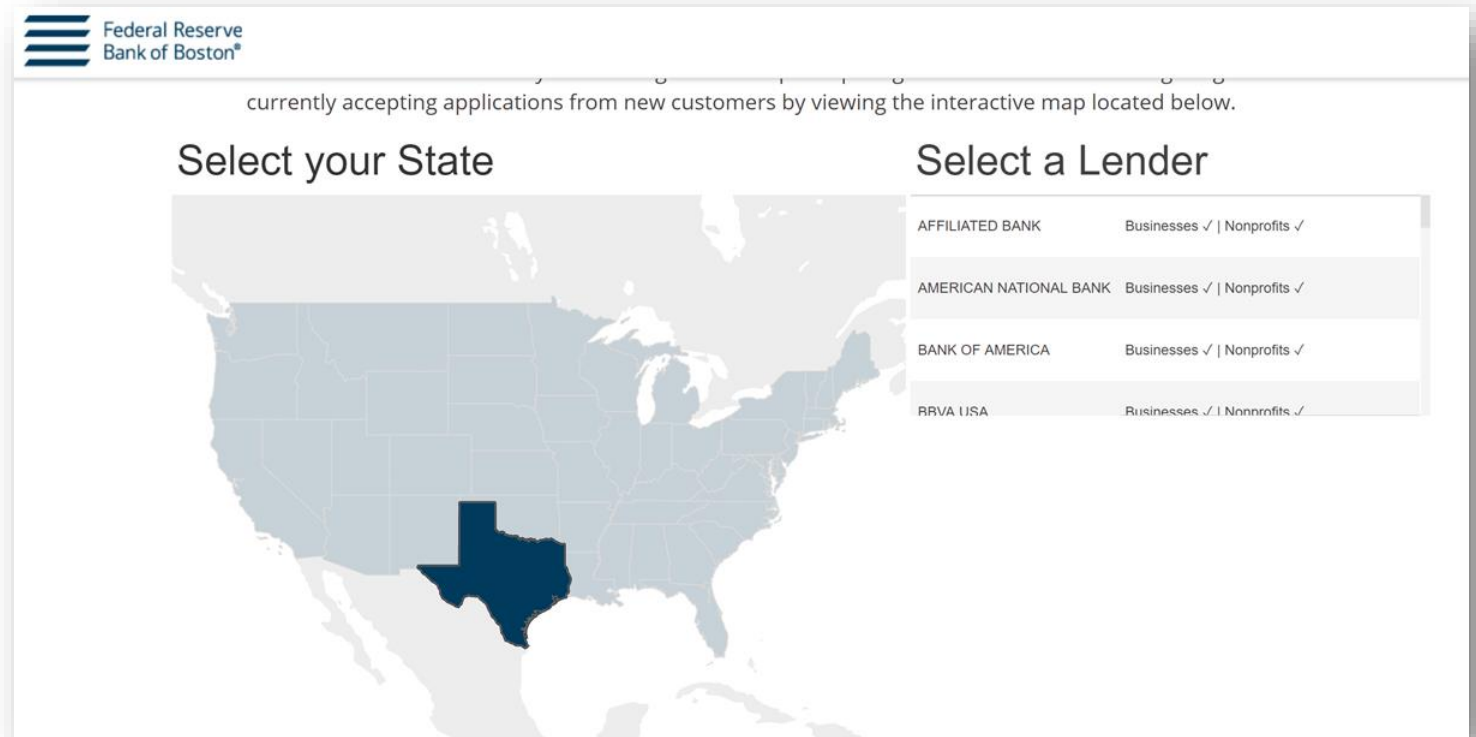 Federal Reserve
Bank of Boston®
currently accepting applications from new customers by viewing the interactive map located below.
Select your State
Select a Lender
AFFILIATED BANK Businesses ✓ | Nonprofits ✓
AMERICAN NATIONAL BANK Businesses ✓ | Nonprofits ✓
BANK OF AMERICA Businesses ✓ | Nonprofits ✓
BBVA USA Businesses ✓ | Nonprofits ✓